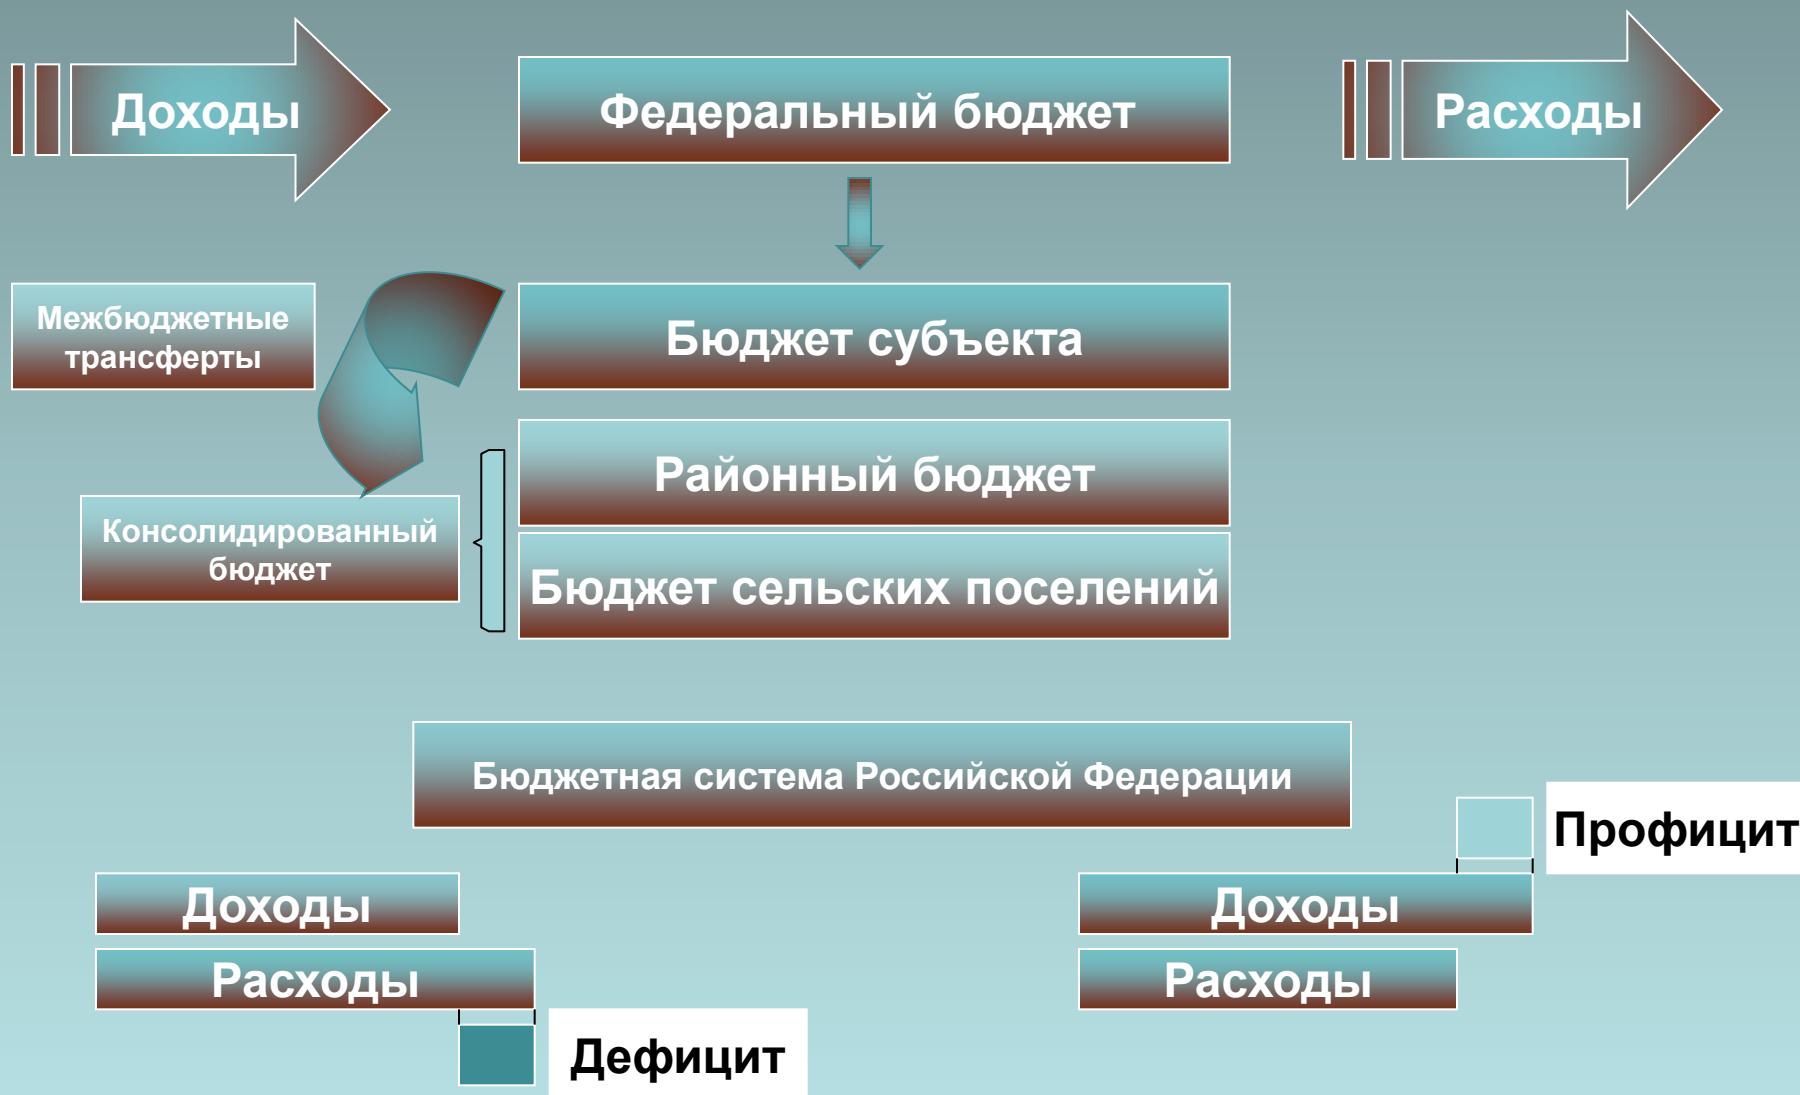 Доходы
Федеральный бюджет
Расходы
Межбюджетные
трансферты
Бюджет субъекта
Районный бюджет
Консолидированный
бюджет
Бюджет сельских поселений
Бюджетная система Российской Федерации
Профицит
Доходы
Расходы
Дефицит
Доходы
Расходы